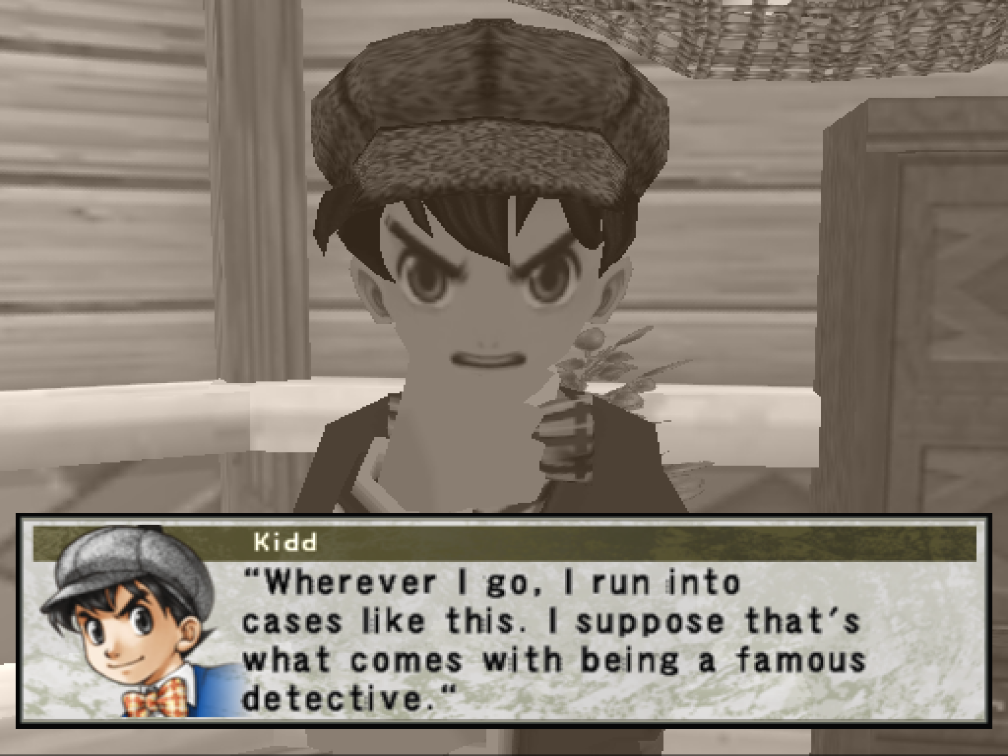 Kidd
“Wherever I go, I run into
cases like this. I suppose that's
what comes with being a famous
detective.“